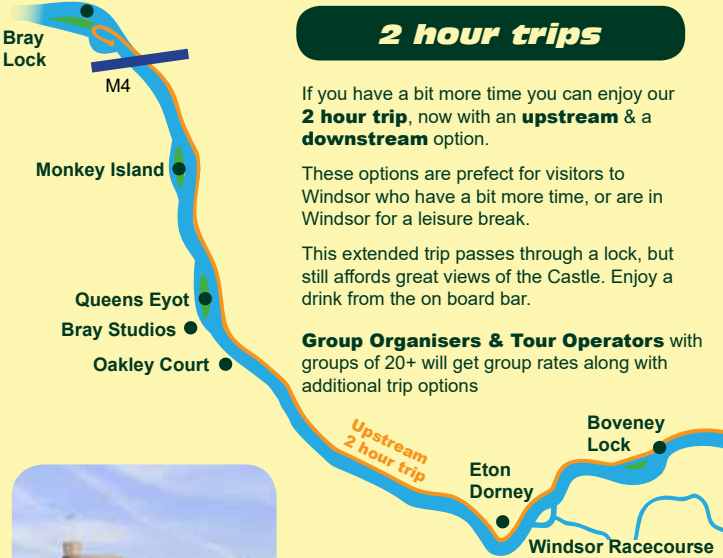 2 hour trips
If you have a bit more time you can enjoy our
2 hour trip, now with an upstream & a
downstream option.
These options are prefect for visitors to
Windsor who have a bit more time, or are in
Windsor for a leisure break.
This extended trip passes through a lock, but
still affords great views of the Castle. Enjoy a
drink from the on board bar.
Group Organisers & Tour Operators with
groups of 20+ will get group rates along with
additional trip options
Bray
Lock
M4
Monkey Island
Queens Eyot
Bray Studios
Oakley Court
Upstream
2 hour trip
Boveney
Lock
Eton
Dorney
Windsor Racecourse